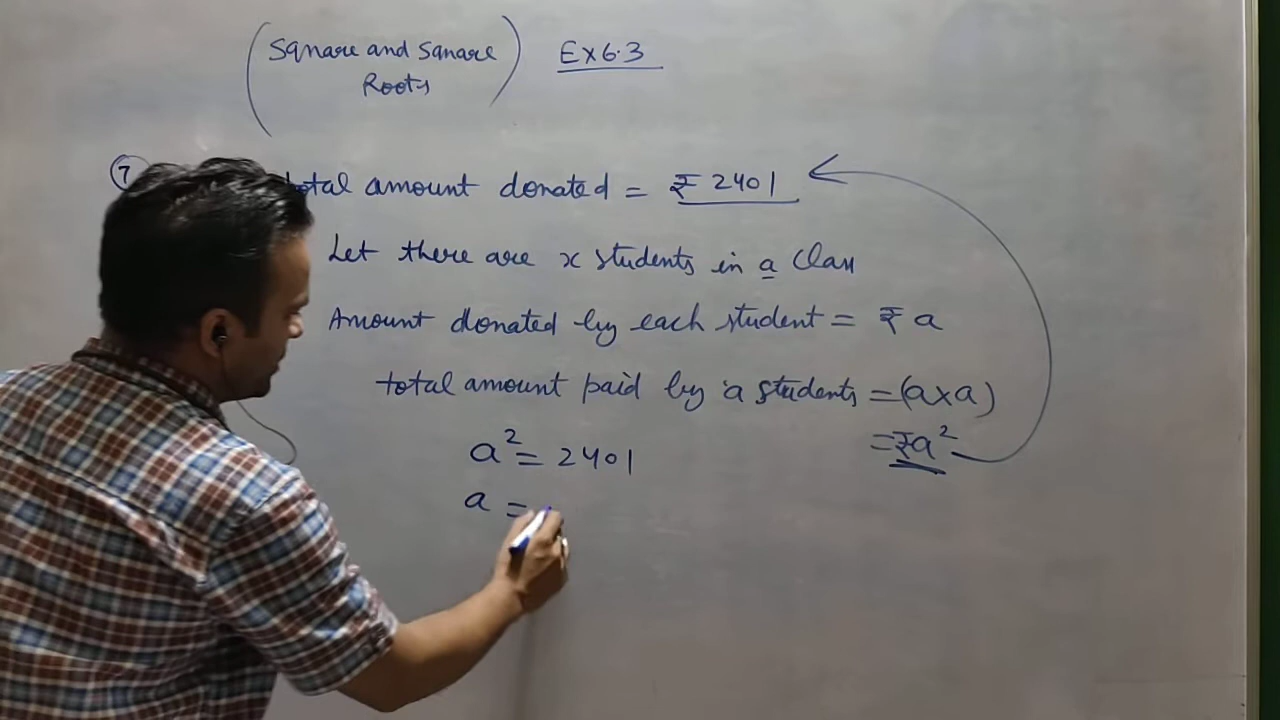 Square and Square Ex 6.3
Roots
7 total amount donated = ₹ 2401
Let there are x students in a Class
Amount donated by each student = ₹ a
total amount paid by a students = (a×a)
a² = 2401 = ₹a²
a =